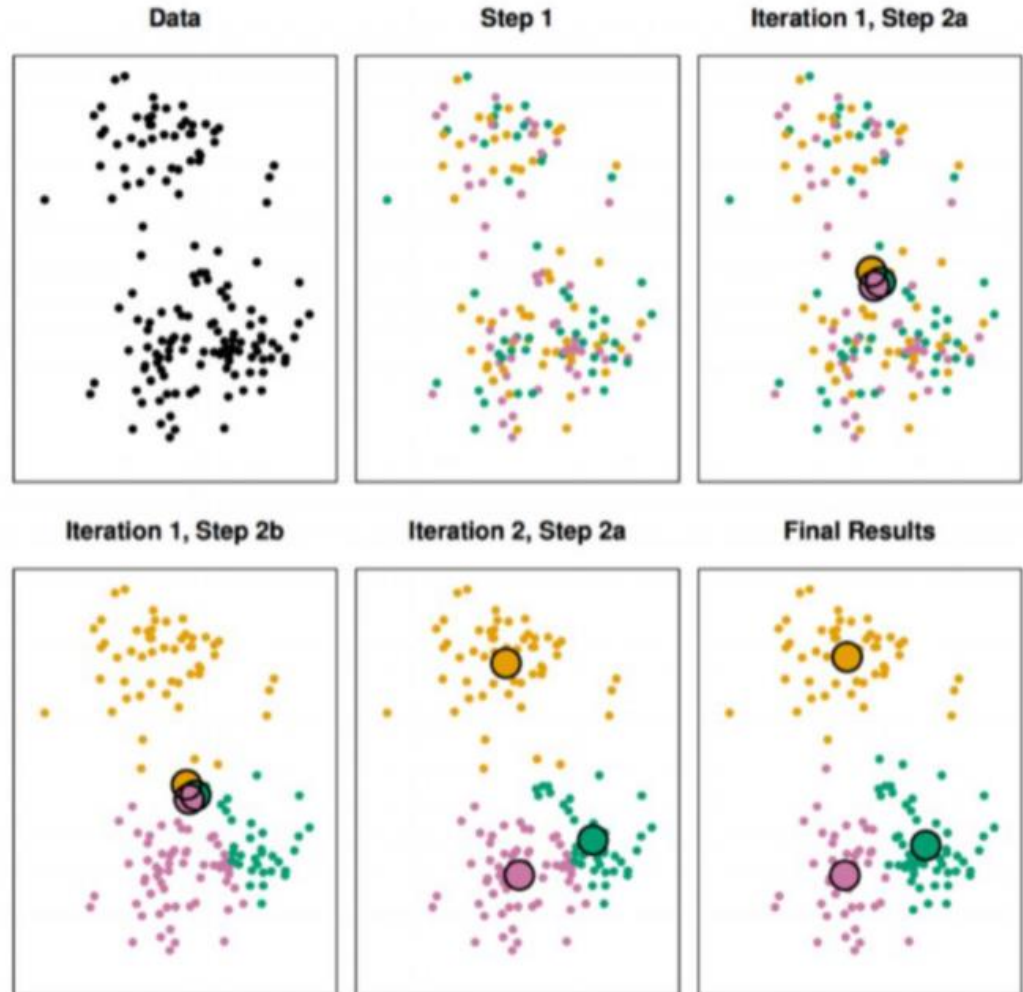 Data
Step 1
Iteration 1, Step 2a
Iteration 1, Step 2b
Iteration 2, Step 2a
Final Results